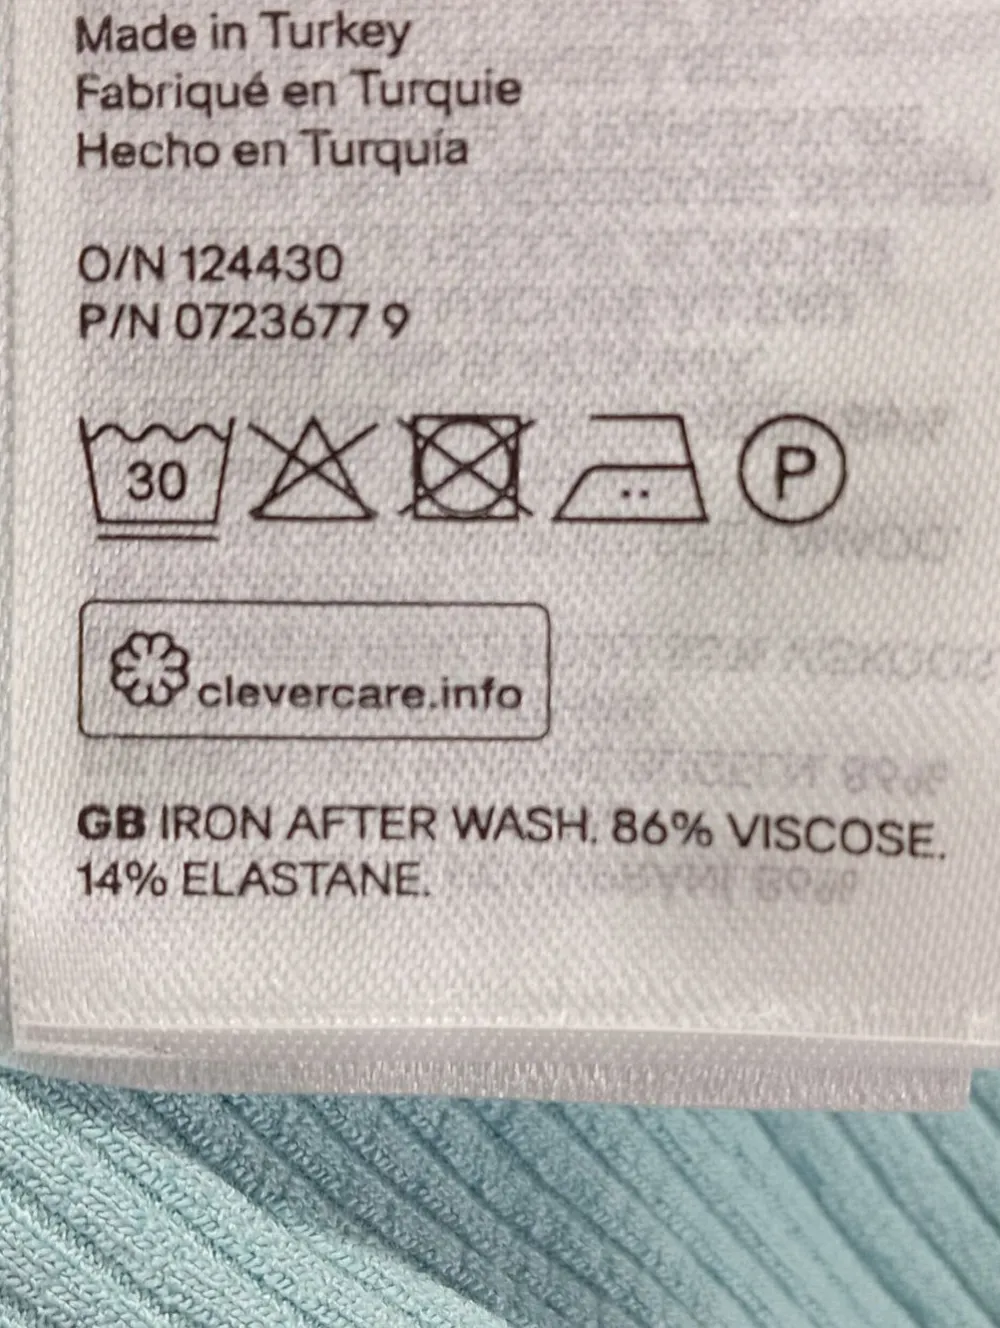 Made in Turkey
Fabriqué en Turquie
Hecho en Turquía
O/N 124430
P/N 0723677 9
30
P
clevercare.info
GB IRON AFTER WASH. 86% VISCOSE.
14% ELASTANE.